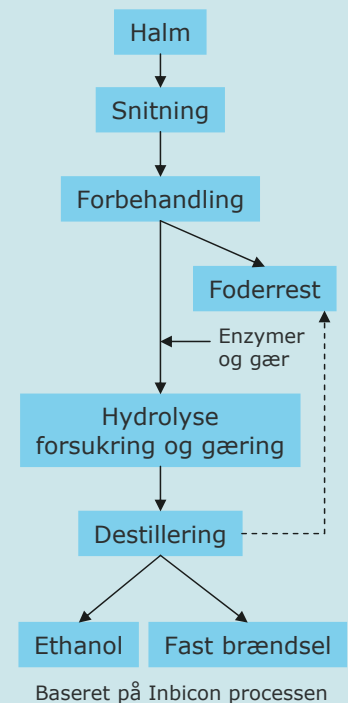 Halm
Snitning
Forbehandling
Foderrest
Enzymer
og gær
Hydrolyse
forsukring og gæring
Destillering
Ethanol
Fast brændsel
Baseret på Inbicon processen